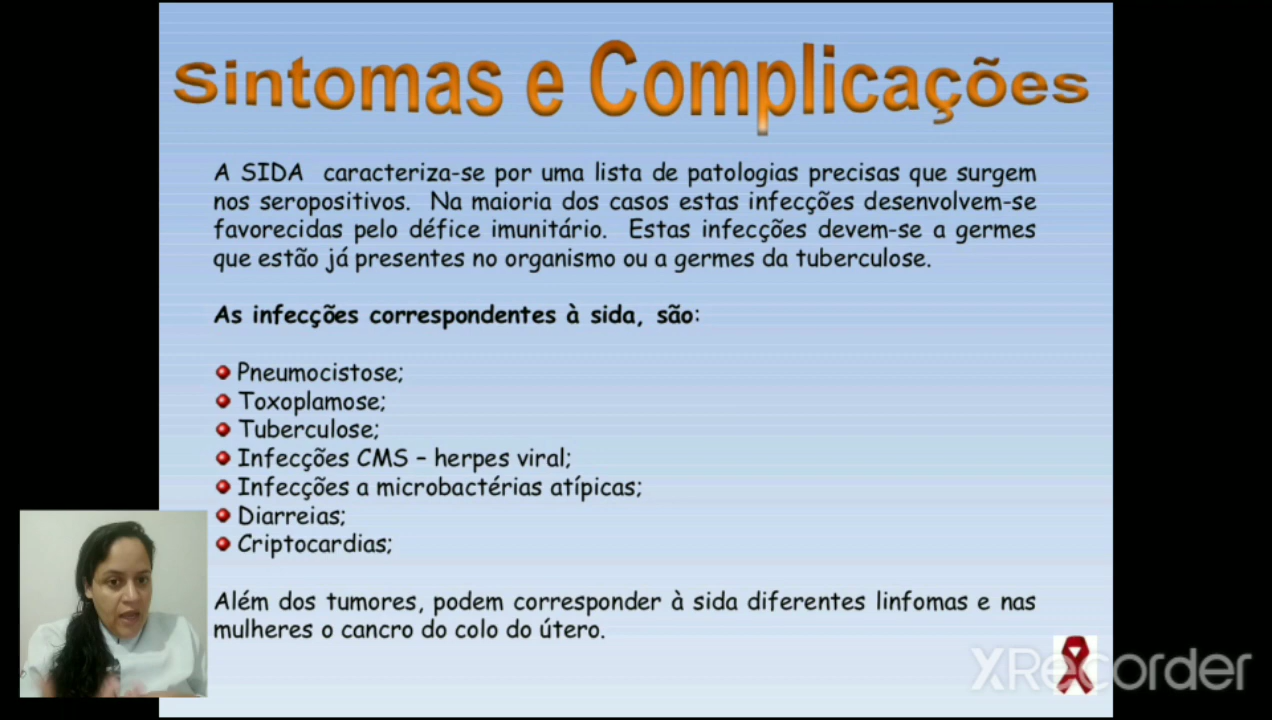 Sintomas e Complicações
A SIDA caracteriza-se por uma lista de patologias precisas que surgem
nos seropositivos. Na maioria dos casos estas infecções desenvolvem-se
favorecidas pelo défice imunitário. Estas infecções devem-se a germes
que estão já presentes no organismo ou a germes da tuberculose.
As infecções correspondentes à sida, são:
Pneumocistose;
Toxoplamose;
Tuberculose;
Infecções CMS – herpes viral;
Infecções a microbactérias atípicas;
Diarreias;
Criptocardias;
Além dos tumores, podem corresponder à sida diferentes linfomas e nas
mulheres o cancro do colo do útero.
XRecorder